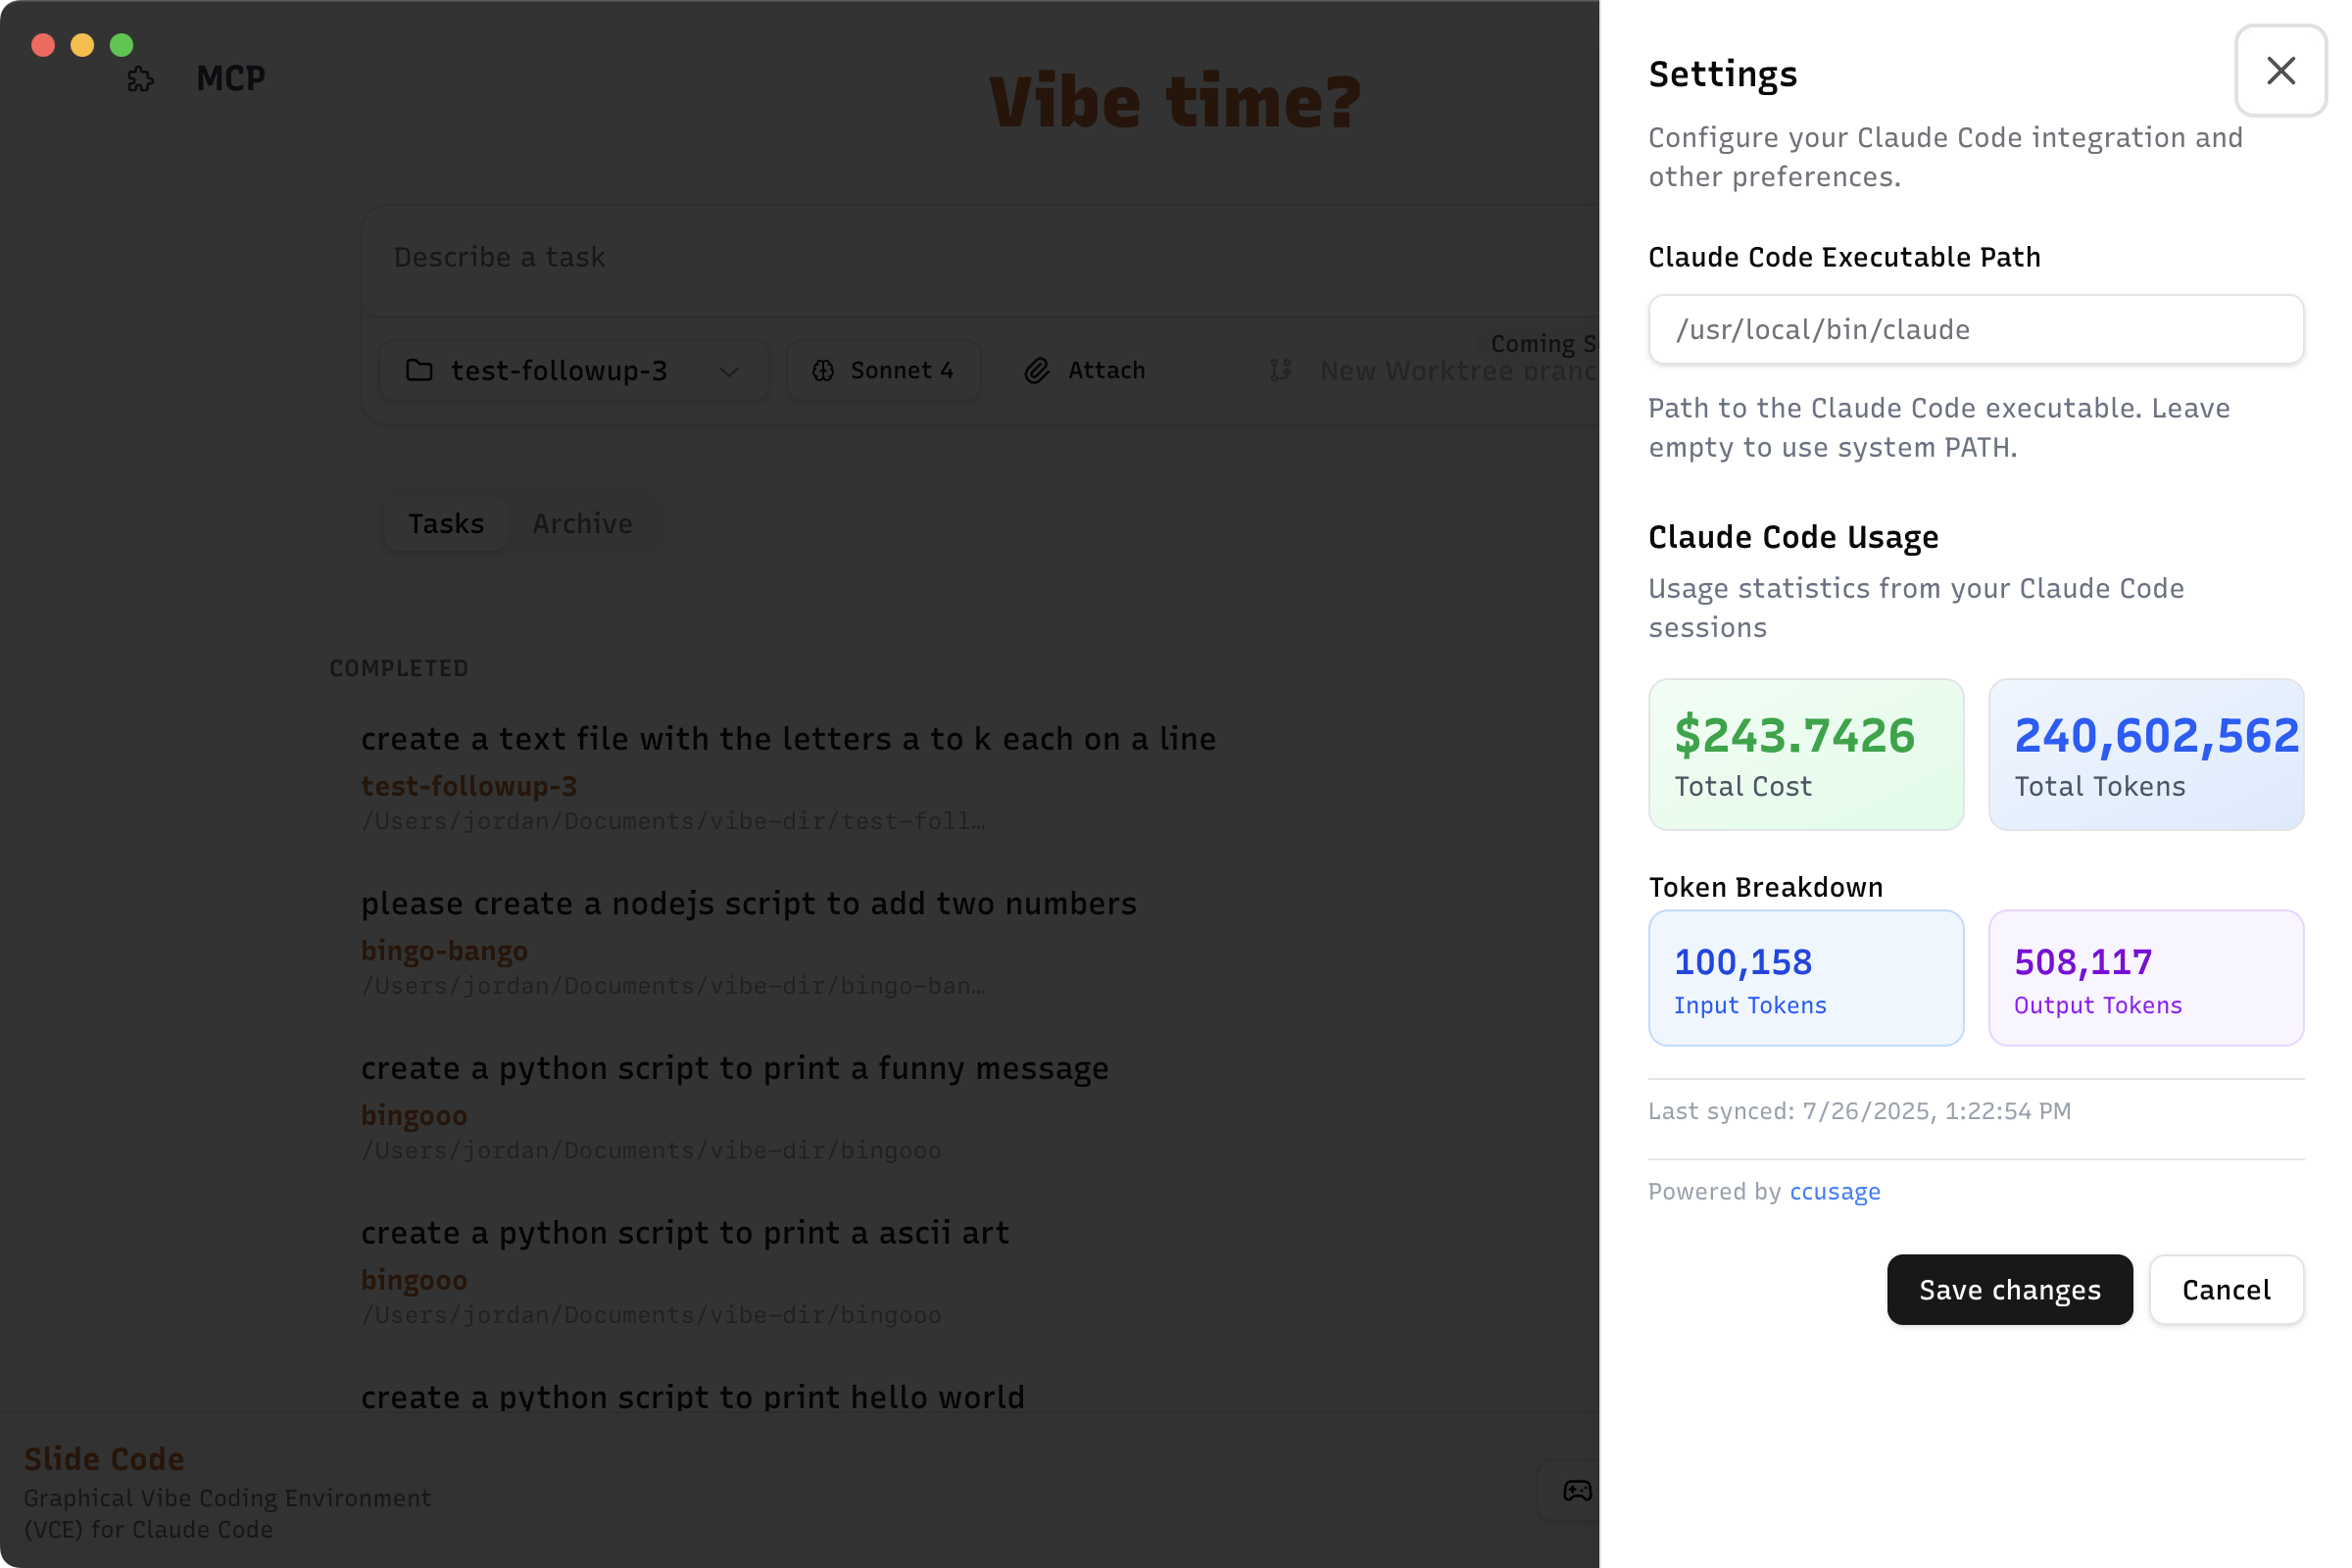 MCP
Vibe time?
Describe a task
test-followup-3
Sonnet 4
Attach
Coming S
New Worktree branc
Tasks
Archive
COMPLETED
create a text file with the letters a to k each on a line
test-followup-3
/Users/jordan/Documents/vibe-dir/test-foll…
please create a nodejs script to add two numbers
bingo-bango
/Users/jordan/Documents/vibe-dir/bingo-ban…
create a python script to print a funny message
bingooo
/Users/jordan/Documents/vibe-dir/bingooo
create a python script to print a ascii art
bingooo
/Users/jordan/Documents/vibe-dir/bingooo
create a python script to print hello world
Slide Code
Graphical Vibe Coding Environment
(VCE) for Claude Code
Settings
Configure your Claude Code integration and
other preferences.
Claude Code Executable Path
/usr/local/bin/claude
Path to the Claude Code executable. Leave
empty to use system PATH.
Claude Code Usage
Usage statistics from your Claude Code
sessions
$243.7426
Total Cost
240,602,562
Total Tokens
Token Breakdown
100,158
Input Tokens
508,117
Output Tokens
Last synced: 7/26/2025, 1:22:54 PM
Powered by ccusage
Save changes
Cancel